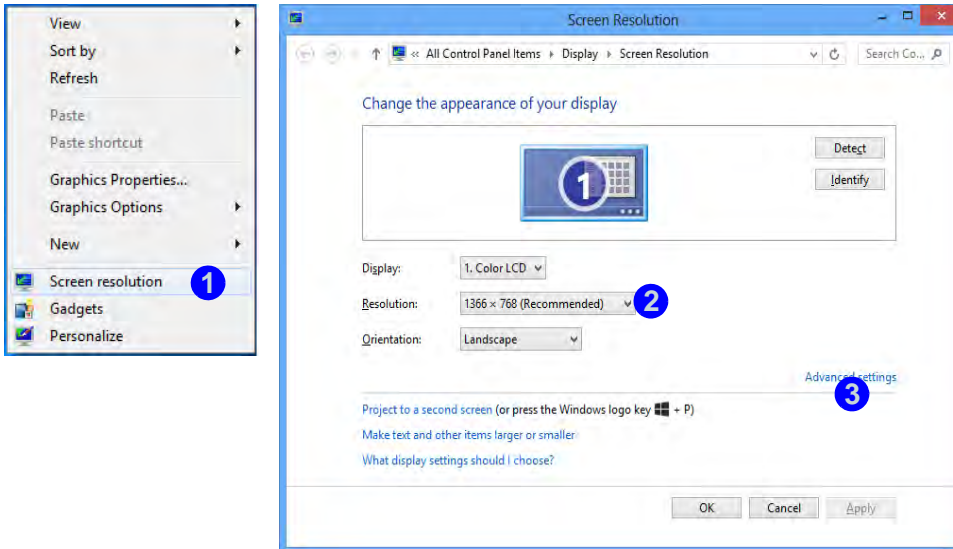 View
Sort by
Refresh
Paste
Paste shortcut
Graphics Properties...
Graphics Options
New
Screen resolution 1
Gadgets
Personalize
Screen Resolution
« All Control Panel Items Display Screen Resolution Search Co...
Change the appearance of your display
1
Detect
Identify
Display: 1. Color LCD
Resolution: 1366 × 768 (Recommended) 2
Orientation: Landscape
Advanced settings
3
Project to a second screen (or press the Windows logo key + P)
Make text and other items larger or smaller
What display settings should I choose?
OK Cancel Apply